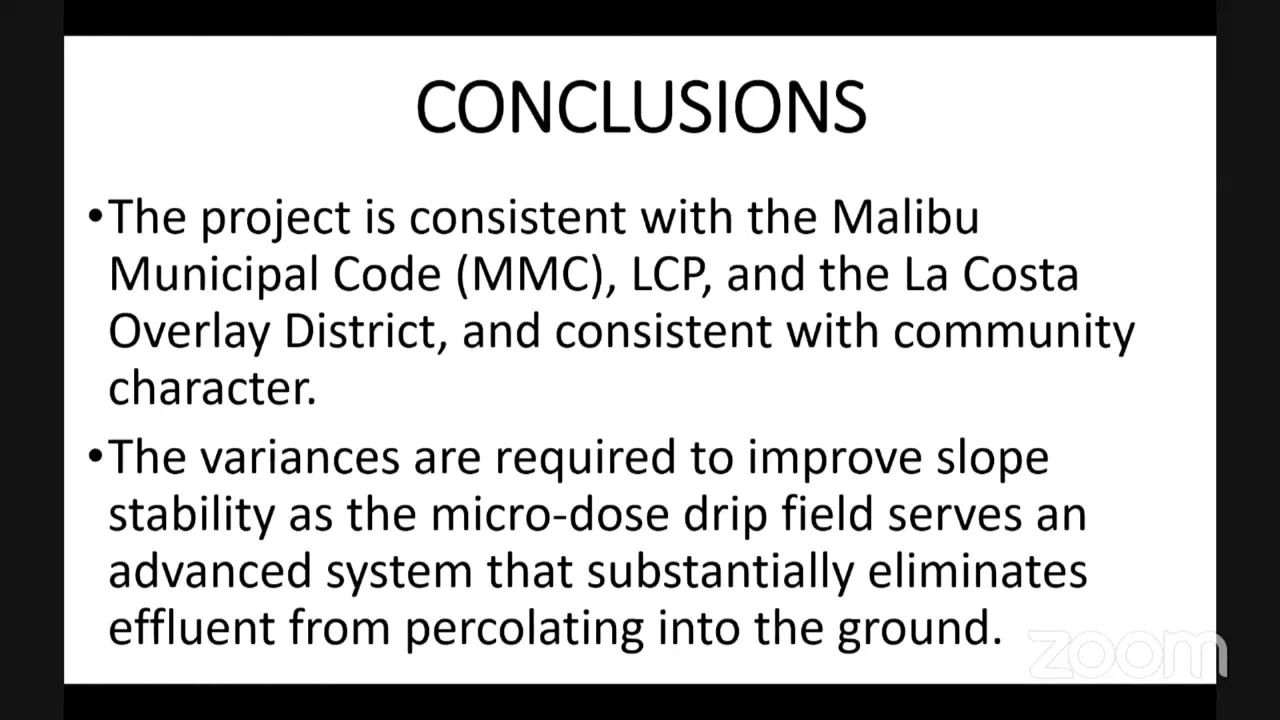 CONCLUSIONS
•The project is consistent with the Malibu
Municipal Code (MMC), LCP, and the La Costa
Overlay District, and consistent with community
character.
•The variances are required to improve slope
stability as the micro-dose drip field serves an
advanced system that substantially eliminates
effluent from percolating into the ground.
zoom